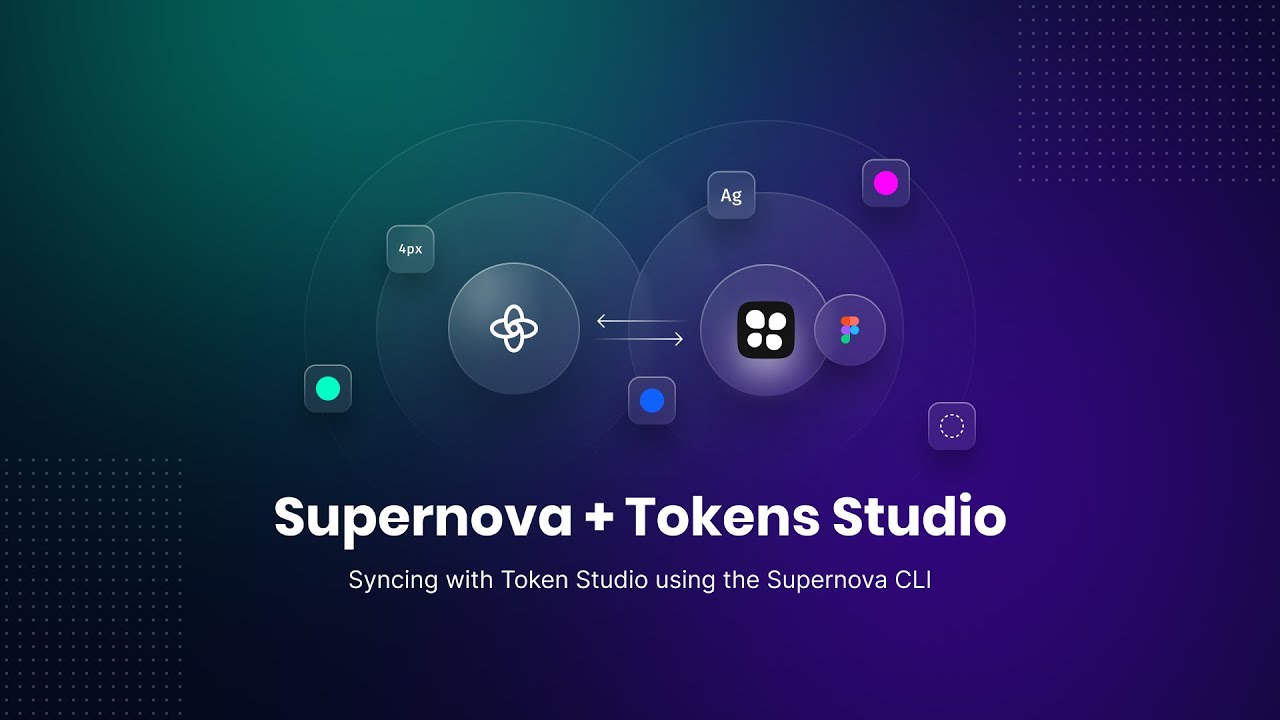 Ag
4px
Supernova + Tokens Studio
Syncing with Token Studio using the Supernova CLI